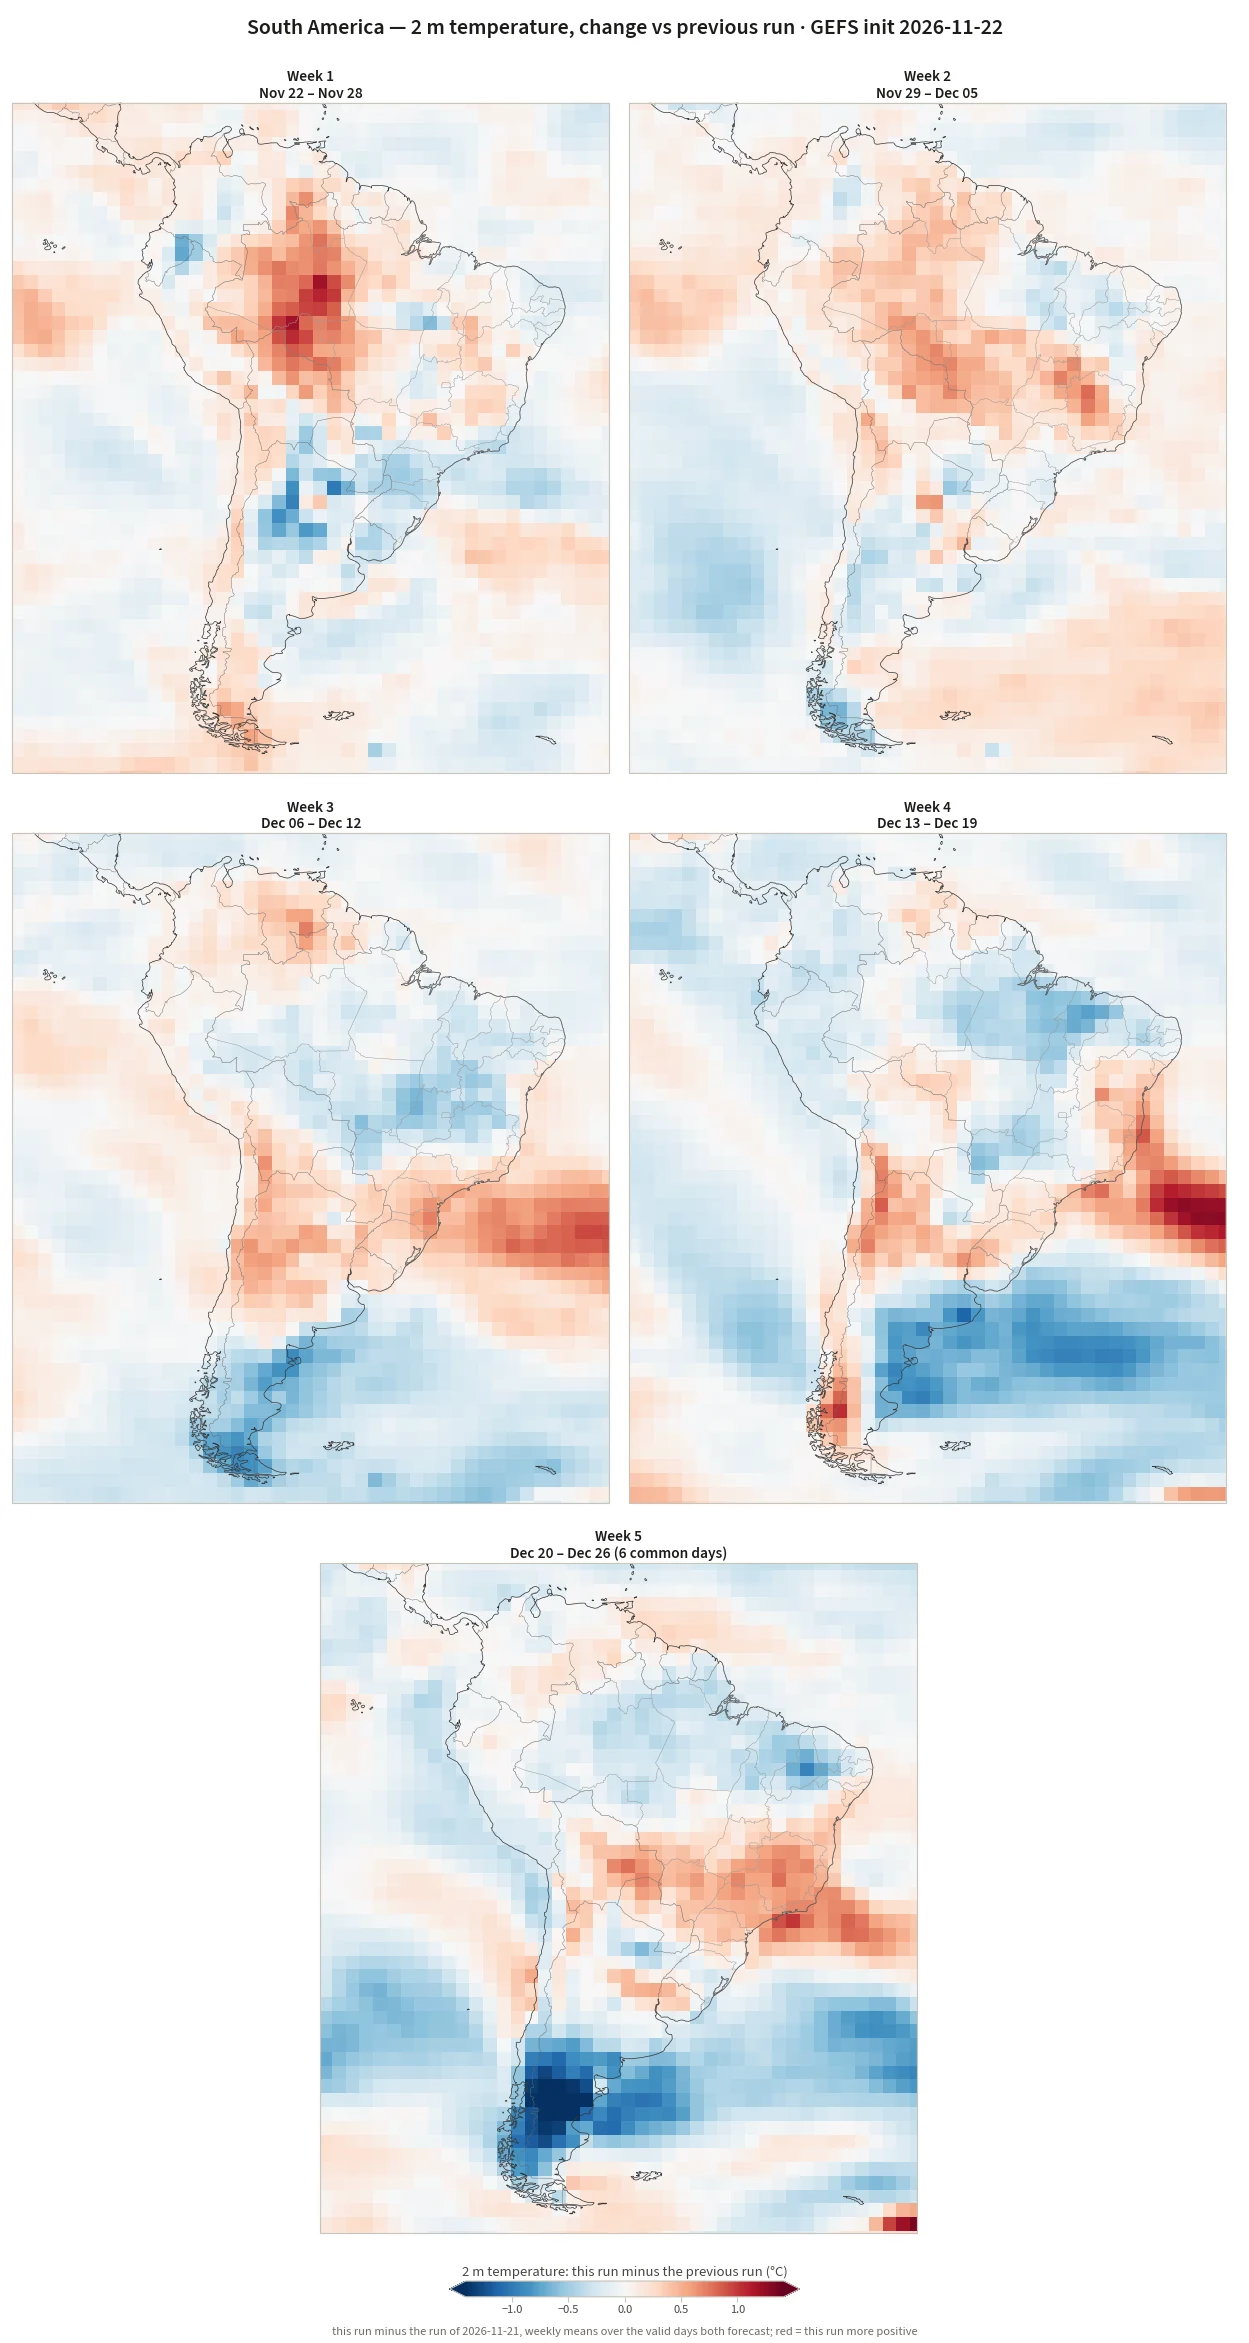 South America — 2 m temperature, change vs previous run · GEFS init 2026-11-22
Week 1
Nov 22 – Nov 28
Week 2
Nov 29 – Dec 05
Week 3
Dec 06 – Dec 12
Week 4
Dec 13 – Dec 19
Week 5
Dec 20 – Dec 26 (6 common days)
2 m temperature: this run minus the previous run (°C)
−1.0 −0.5 0.0 0.5 1.0
this run minus the run of 2026-11-21, weekly means over the valid days both forecast; red = this run more positive